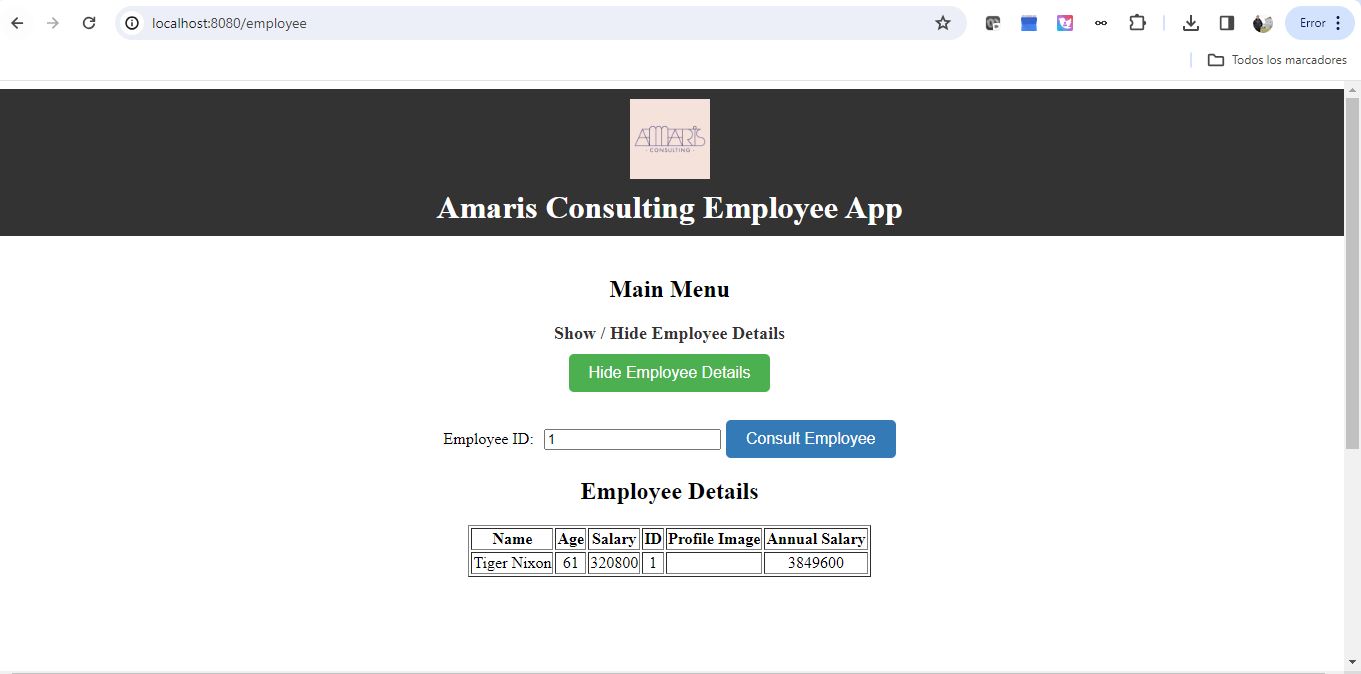 localhost:8080/employee
Error
Todos los marcadores
AMARIS
- CONSULTING -
Amaris Consulting Employee App
Main Menu
Show / Hide Employee Details
Hide Employee Details
Employee ID: 1 Consult Employee
Employee Details
Name Age Salary ID Profile Image Annual Salary
Tiger Nixon 61 320800 1 3849600